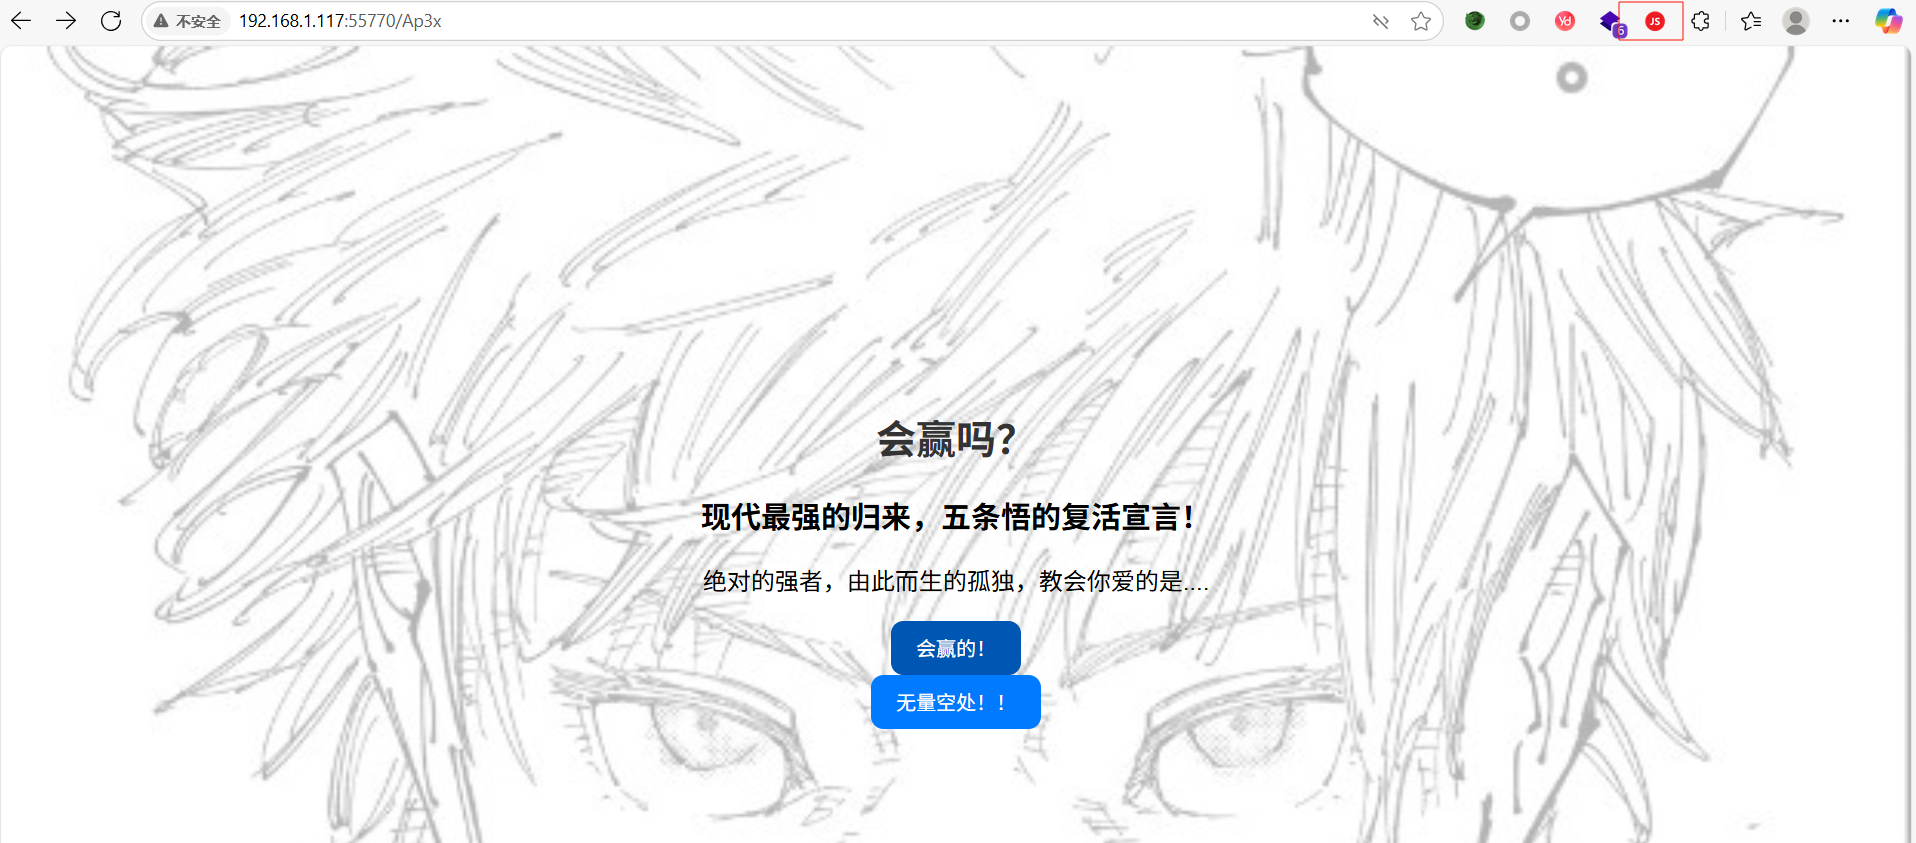 不安全
192.168.1.117:55770/Ap3x
Yd
6
JS
会赢吗？
现代最强的归来，五条悟的复活宣言！
绝对的强者，由此而生的孤独，教会你爱的是....
会赢的！
无量空处！！